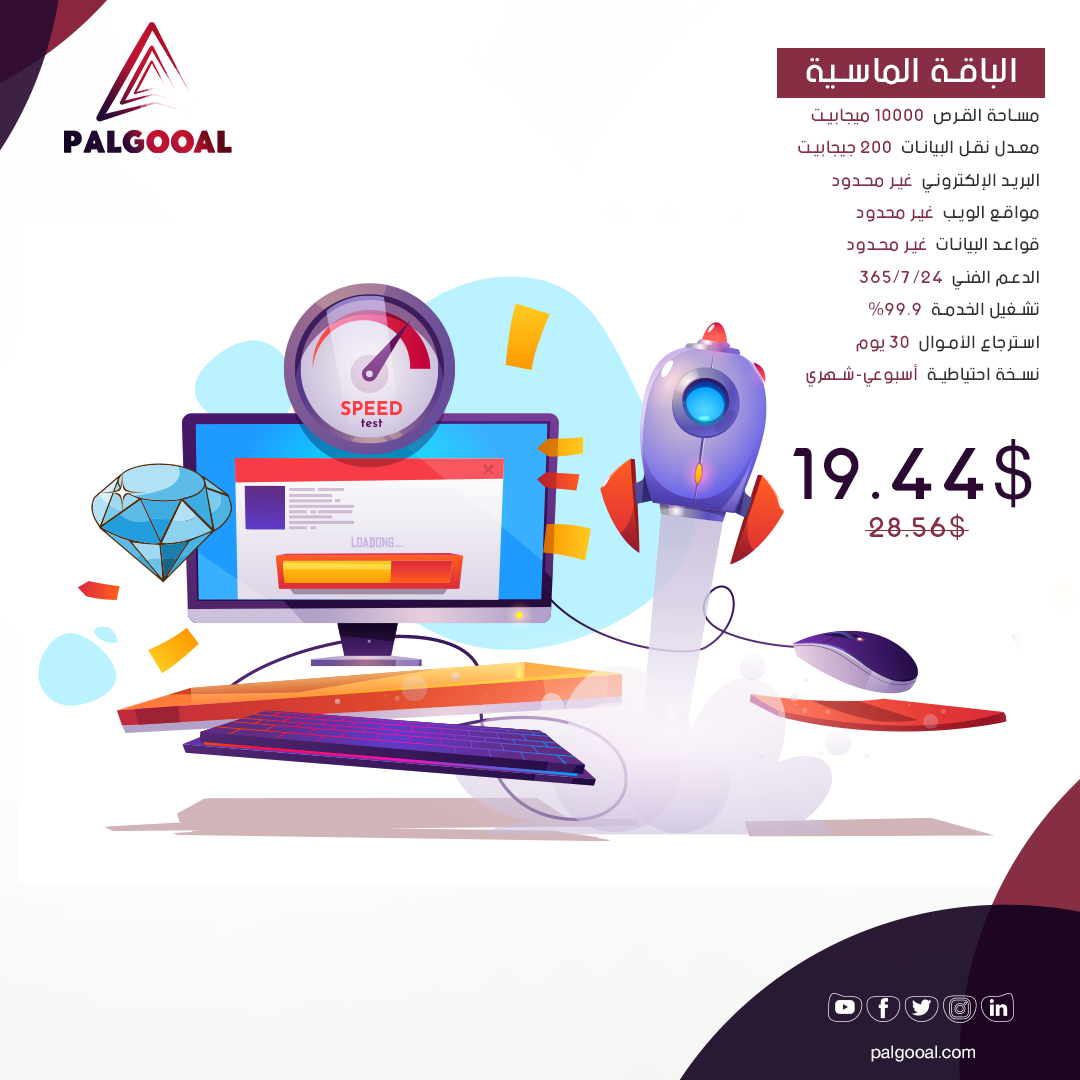 PALGOOAL
الباقة الماسية
مساحة القرص 10000 ميجابيت
معدل نقل البيانات 200 جيجابيت
البريد الإلكتروني غير محدود
مواقع الويب غير محدود
قواعد البيانات غير محدود
الدعم الفني 24/7/365
تشغيل الخدمة 99.9%
استرجاع الأموال 30 يوم
نسخة احتياطية أسبوعي-شهري
19.44$
28.56$
SPEED
test
LOADONG...
palgooal.com